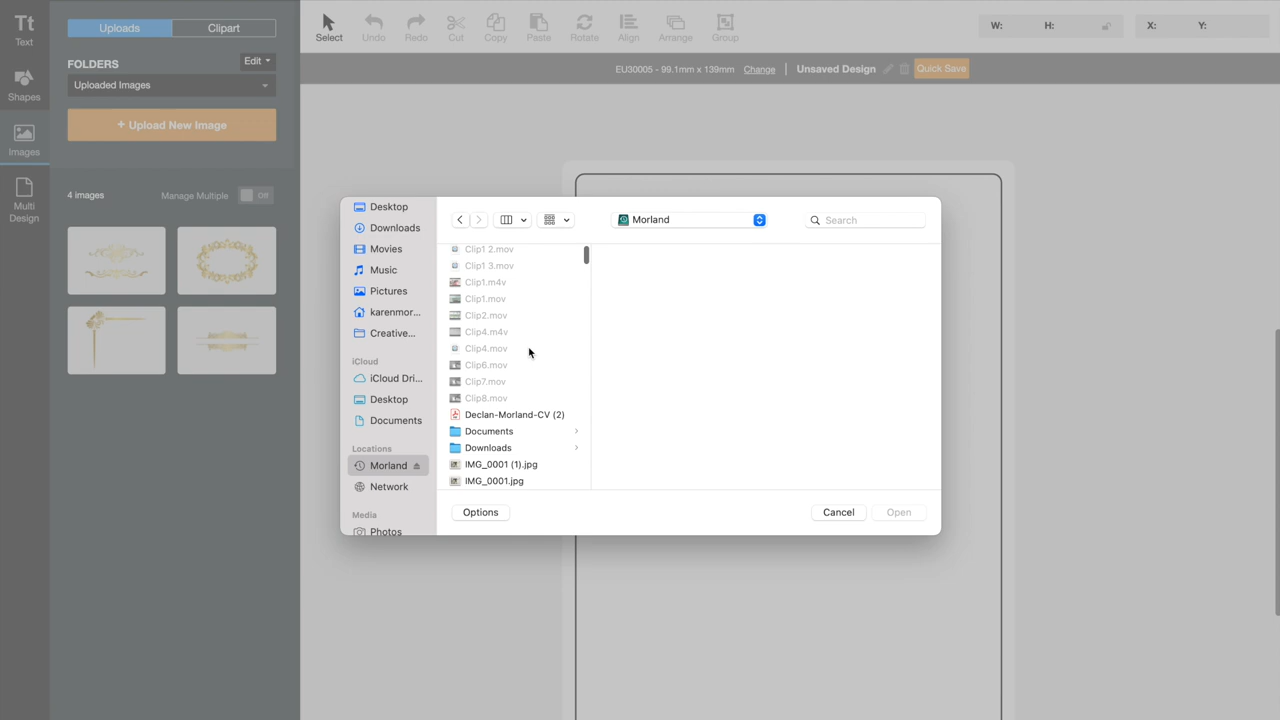 Tt
Text
Shapes
Images
Multi
Design
Uploads
Clipart
FOLDERS
Edit
Uploaded Images
+ Upload New Image
4 images
Manage Multiple
Off
Select
Undo
Redo
Cut
Copy
Paste
Rotate
Align
Arrange
Group
W:
H:
X:
Y:
EU30005 - 99.1mm x 139mm
Change
Unsaved Design
Quick Save
Desktop
Downloads
Movies
Music
Pictures
karenmor...
Creative...
iCloud
iCloud Dri...
Desktop
Documents
Locations
Morland
Network
Media
Photos
Morland
Search
Clip1 2.mov
Clip1 3.mov
Clip1.m4v
Clip1.mov
Clip2.mov
Clip4.m4v
Clip4.mov
Clip6.mov
Clip7.mov
Clip8.mov
Declan-Morland-CV (2)
Documents
Downloads
IMG_0001 (1).jpg
IMG_0001.jpg
Options
Cancel
Open